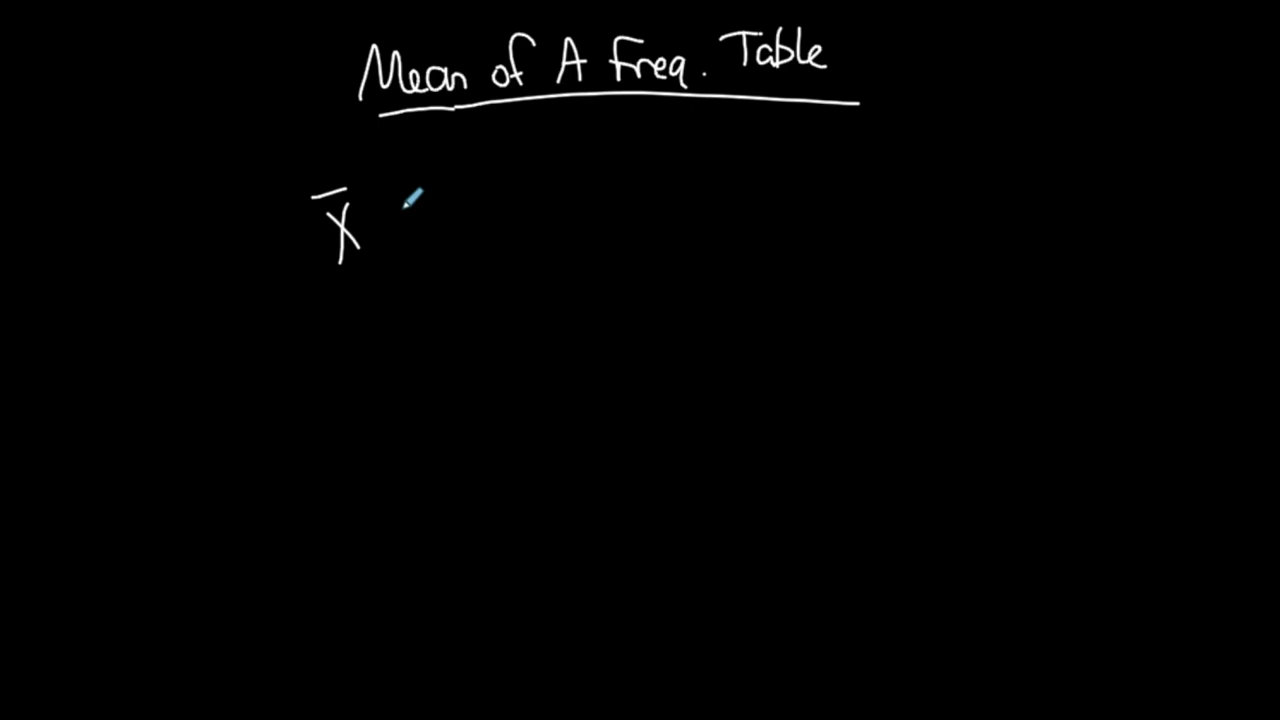 Mean of A Freq. Table
x̄